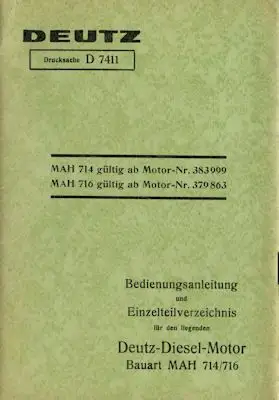 DEUTZ
Drucksache D 7411
MAH 714 gültig ab Motor-Nr. 383999
MAH 716 gültig ab Motor-Nr. 379863
Bedienungsanleitung
und
Einzelteilverzeichnis
für den liegenden
Deutz-Diesel-Motor
Bauart MAH 714/716